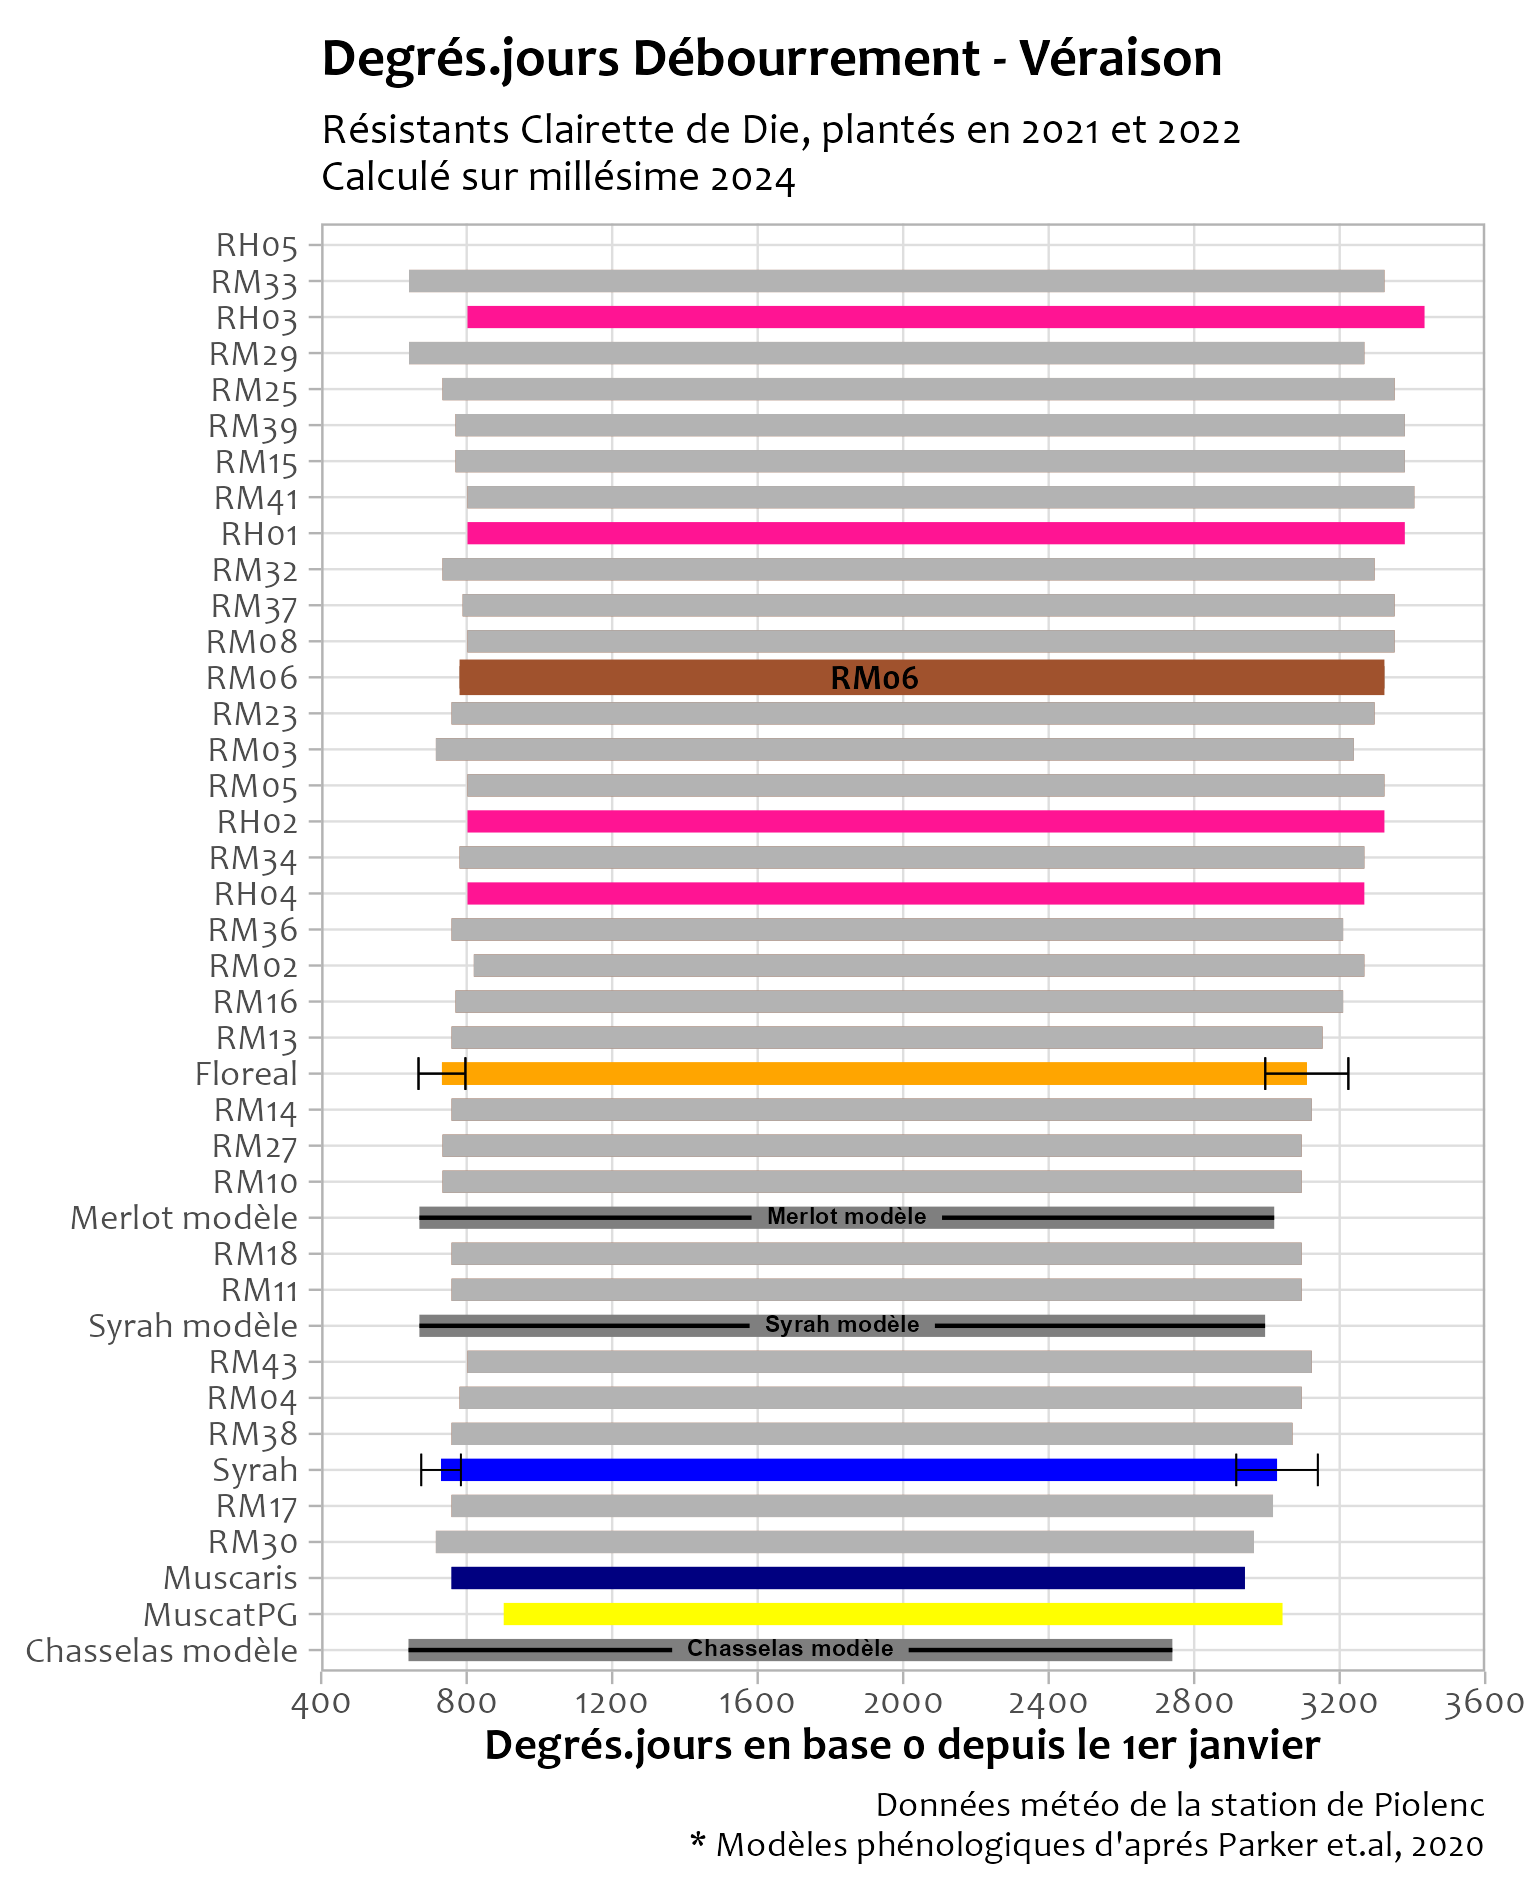 Degrés.jours Débourrement - Véraison
Résistants Clairette de Die, plantés en 2021 et 2022
Calculé sur millésime 2024
RH05
RM33
RH03
RM29
RM25
RM39
RM15
RM41
RH01
RM32
RM37
RM08
RM06 RM06
RM23
RM03
RM05
RH02
RM34
RH04
RM36
RM02
RM16
RM13
Floreal
RM14
RM27
RM10
Merlot modèle Merlot modèle
RM18
RM11
Syrah modèle Syrah modèle
RM43
RM04
RM38
Syrah
RM17
RM30
Muscaris
MuscatPG
Chasselas modèle Chasselas modèle
400 800 1200 1600 2000 2400 2800 3200 3600
Degrés.jours en base 0 depuis le 1er janvier
Données météo de la station de Piolenc
* Modèles phénologiques d'aprés Parker et.al, 2020